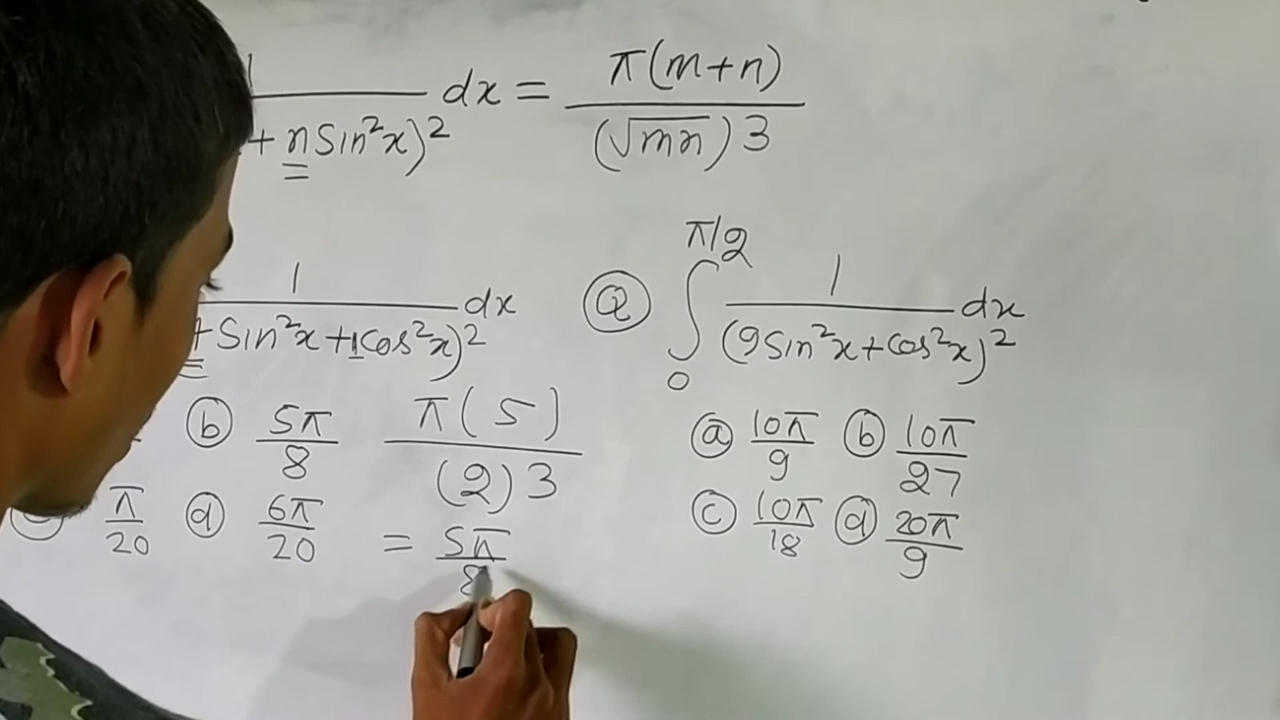 1/(+ nSin²x)² dx = π(m+n)/(√mn)3
1/(+Sin²x+1Cos²x)² dx
Q ∫₀^π/2 1/(9Sin²x+Cos²x)² dx
b 5π/8
π(5)/(2)3
a 10π/9 b 10π/27
π/20 d 6π/20
= 5π/8
c 10π/18 d 20π/9